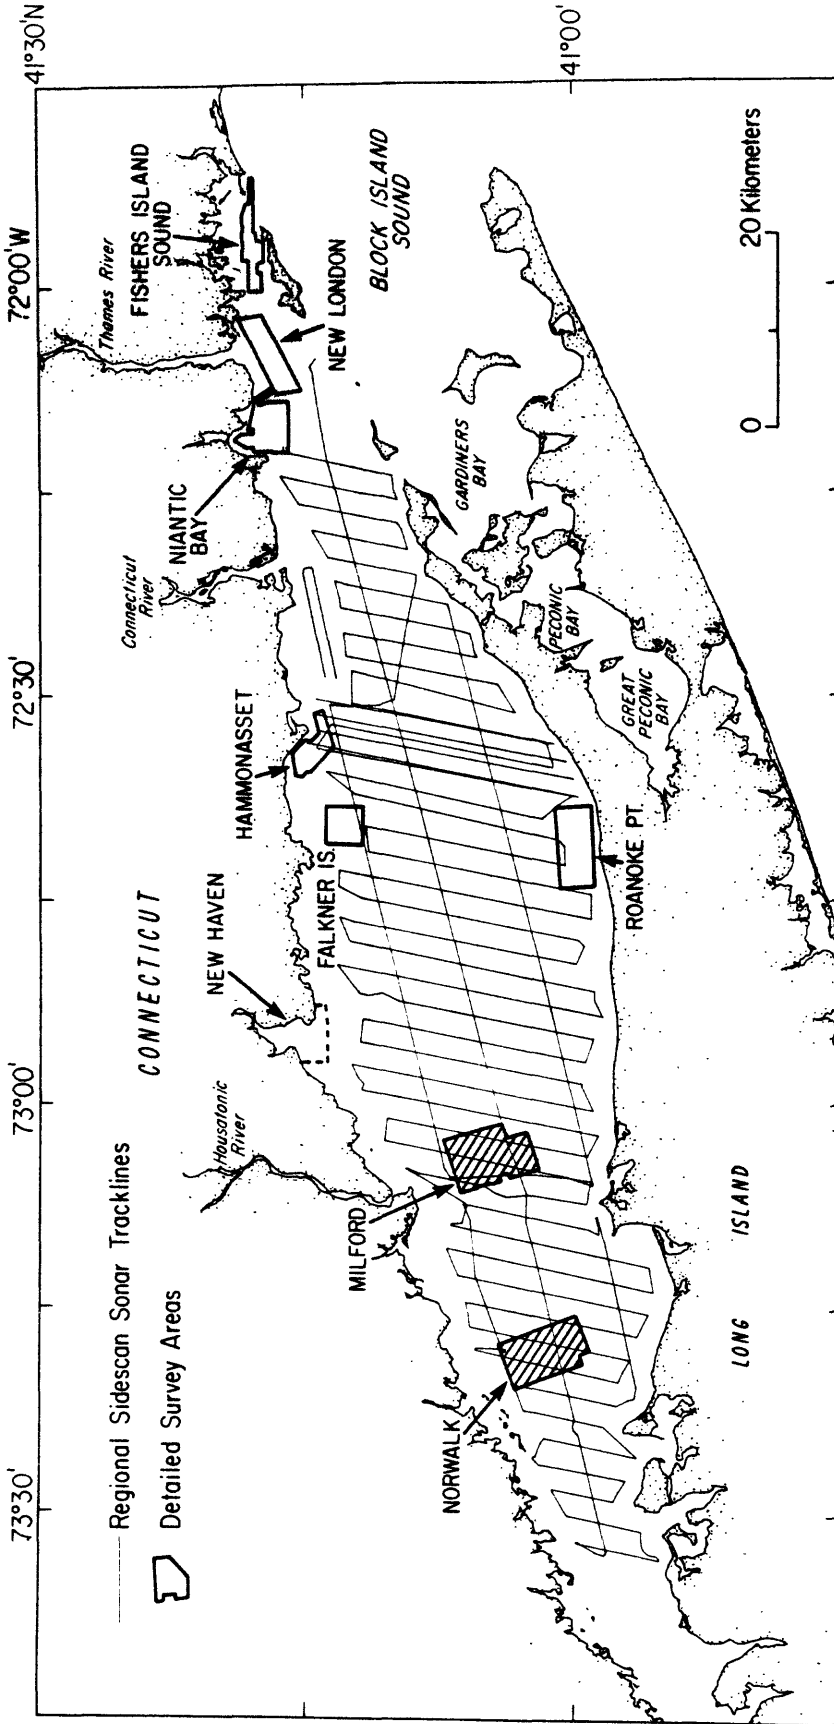 73°30'
73°00'
72°30'
72°00'W
41°30'N
41°00'
Regional Sidescan Sonar Tracklines
Detailed Survey Areas
CONNECTICUT
Housatonic
River
Connecticut
River
Thames River
NORWALK
MILFORD
NEW HAVEN
FALKNER IS.
HAMMONASSET
NIANTIC
BAY
NEW LONDON
FISHERS ISLAND
SOUND
BLOCK ISLAND
SOUND
GARDINERS
BAY
PECONIC
BAY
GREAT
PECONIC
BAY
ROANOKE PT.
LONG ISLAND
0
20 Kilometers